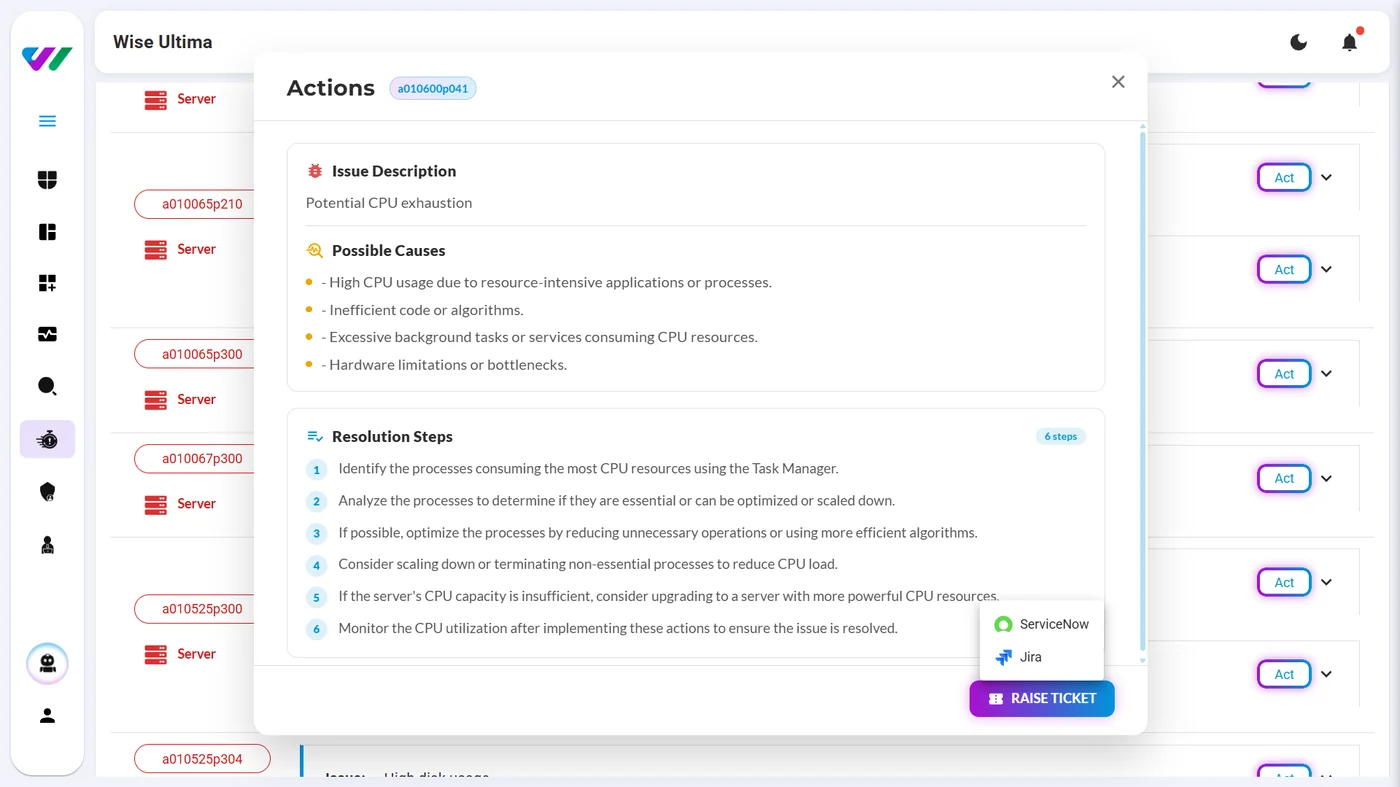 Wise Ultima
Server
Actions
a010600p041
Issue Description
Potential CPU exhaustion
Possible Causes
- High CPU usage due to resource-intensive applications or processes.
- Inefficient code or algorithms.
- Excessive background tasks or services consuming CPU resources.
- Hardware limitations or bottlenecks.
Resolution Steps
6 steps
1 Identify the processes consuming the most CPU resources using the Task Manager.
2 Analyze the processes to determine if they are essential or can be optimized or scaled down.
3 If possible, optimize the processes by reducing unnecessary operations or using more efficient algorithms.
4 Consider scaling down or terminating non-essential processes to reduce CPU load.
5 If the server's CPU capacity is insufficient, consider upgrading to a server with more powerful CPU resources.
6 Monitor the CPU utilization after implementing these actions to ensure the issue is resolved.
ServiceNow
Jira
RAISE TICKET
a010065p210
Server
a010065p300
Server
a010067p300
Server
a010525p300
Server
a010525p304
Issue: High disk usage
Act
Act
Act
Act
Act
Act
Act